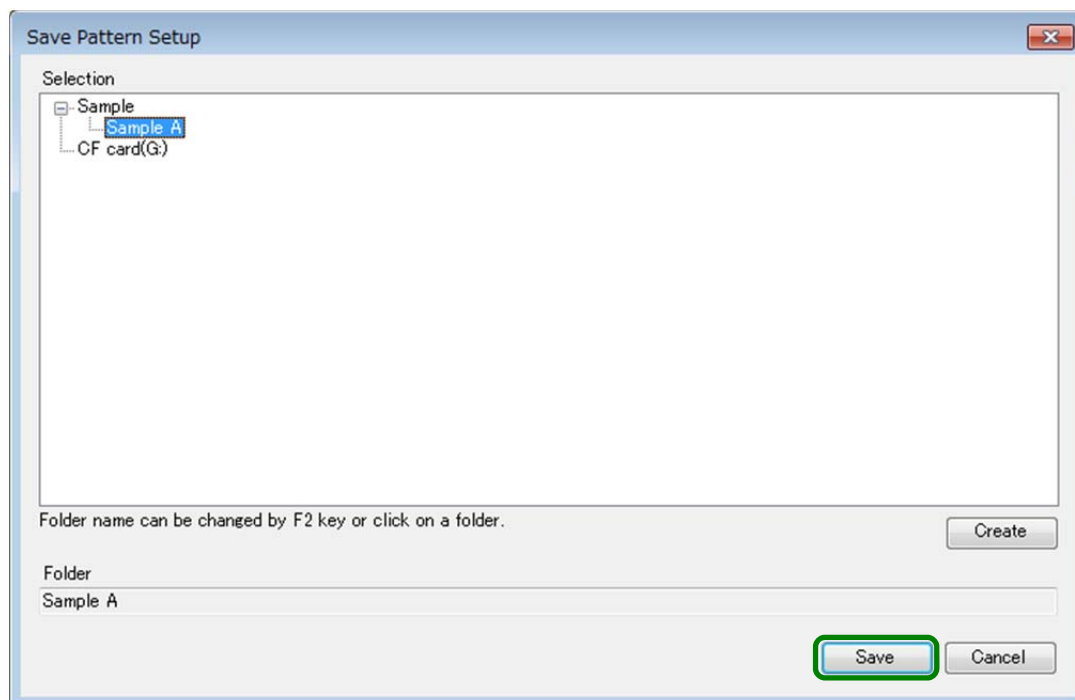 Save Pattern Setup
Selection
Sample
Sample A
CF card(G:)
Folder name can be changed by F2 key or click on a folder.
Create
Folder
Sample A
Save
Cancel